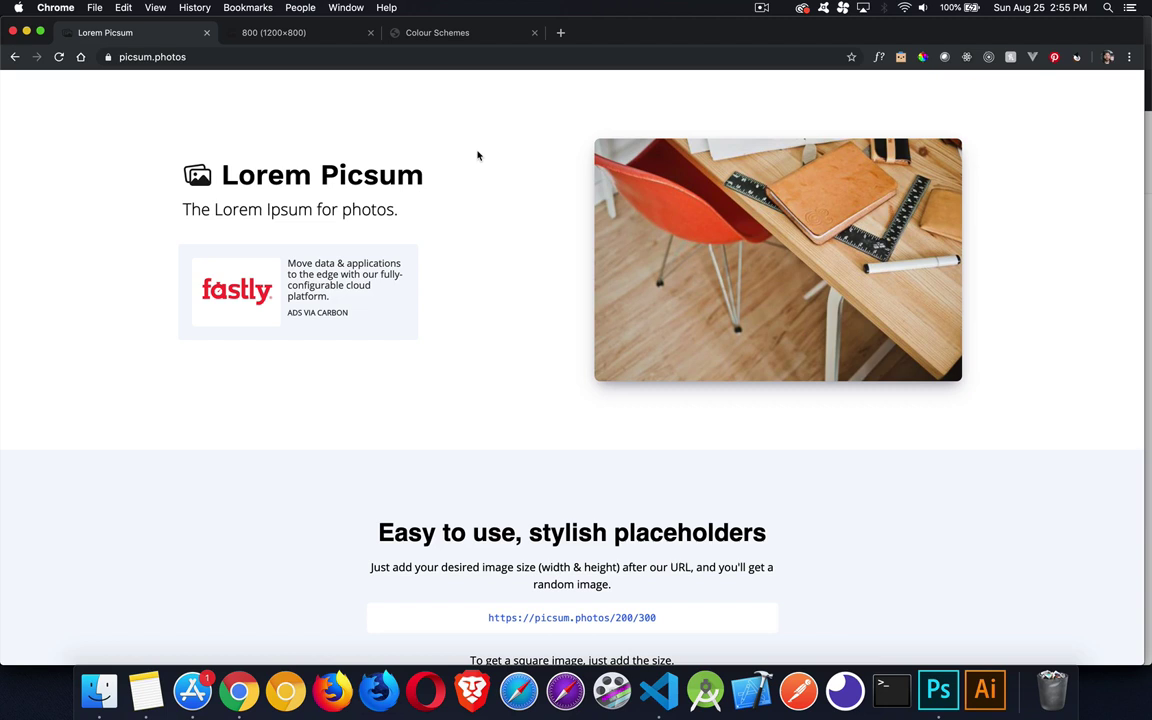 Chrome File Edit View History Bookmarks People Window Help 100% Sun Aug 25 2:55 PM
Lorem Picsum 800 (1200×800) Colour Schemes
picsum.photos
Lorem Picsum
The Lorem Ipsum for photos.
fastly
Move data & applications
to the edge with our fully-
configurable cloud
platform.
ADS VIA CARBON
Easy to use, stylish placeholders
Just add your desired image size (width & height) after our URL, and you'll get a
random image.
https://picsum.photos/200/300
To get a square image, just add the size.
1
>_
Ps
Ai